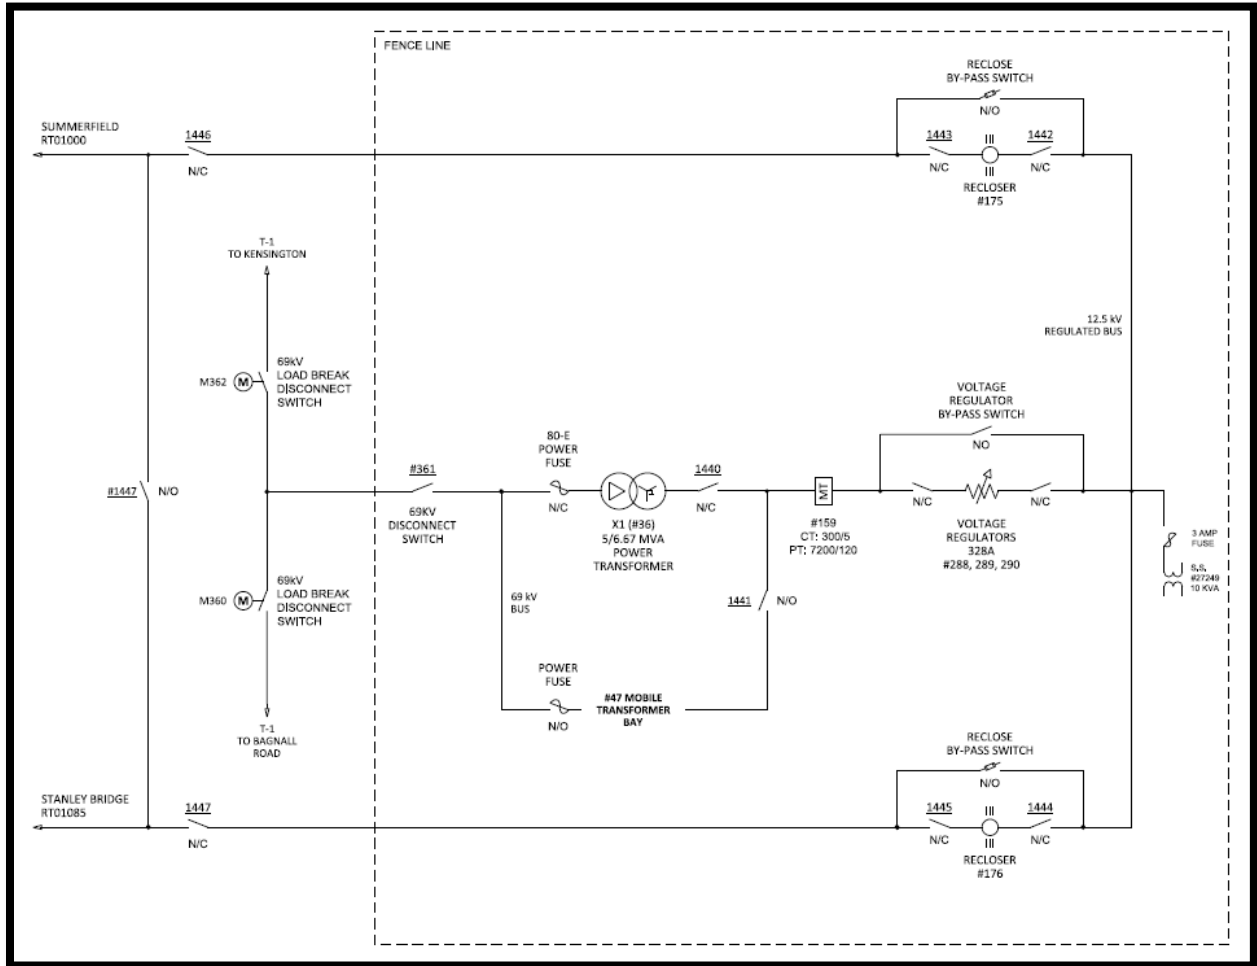 FENCE LINE
RECLOSE
BY-PASS SWITCH
N/O
SUMMERFIELD
RT01000
1446
N/C
1443
N/C
1442
N/C
RECLOSER
#175
T-1
TO KENSINGTON
12.5 kV
REGULATED BUS
M362
M
69kV
LOAD BREAK
DISCONNECT
SWITCH
VOLTAGE
REGULATOR
BY-PASS SWITCH
NO
80-E
POWER
FUSE
N/C
#361
69KV
DISCONNECT
SWITCH
1440
N/C
#1447
N/O
X1 (#36)
5/6.67 MVA
POWER
TRANSFORMER
MT
#159
CT: 300/5
PT: 7200/120
N/C
N/C
VOLTAGE
REGULATORS
328A
#288, 289, 290
3 AMP
FUSE
S.S.
#27249
10 KVA
M360
M
69kV
LOAD BREAK
DISCONNECT
SWITCH
69 kV
BUS
1441
N/O
POWER
FUSE
N/O
#47 MOBILE
TRANSFORMER
BAY
T-1
TO BAGNALL
ROAD
RECLOSE
BY-PASS SWITCH
N/O
STANLEY BRIDGE
RT01085
1447
N/C
1445
N/C
1444
N/C
RECLOSER
#176